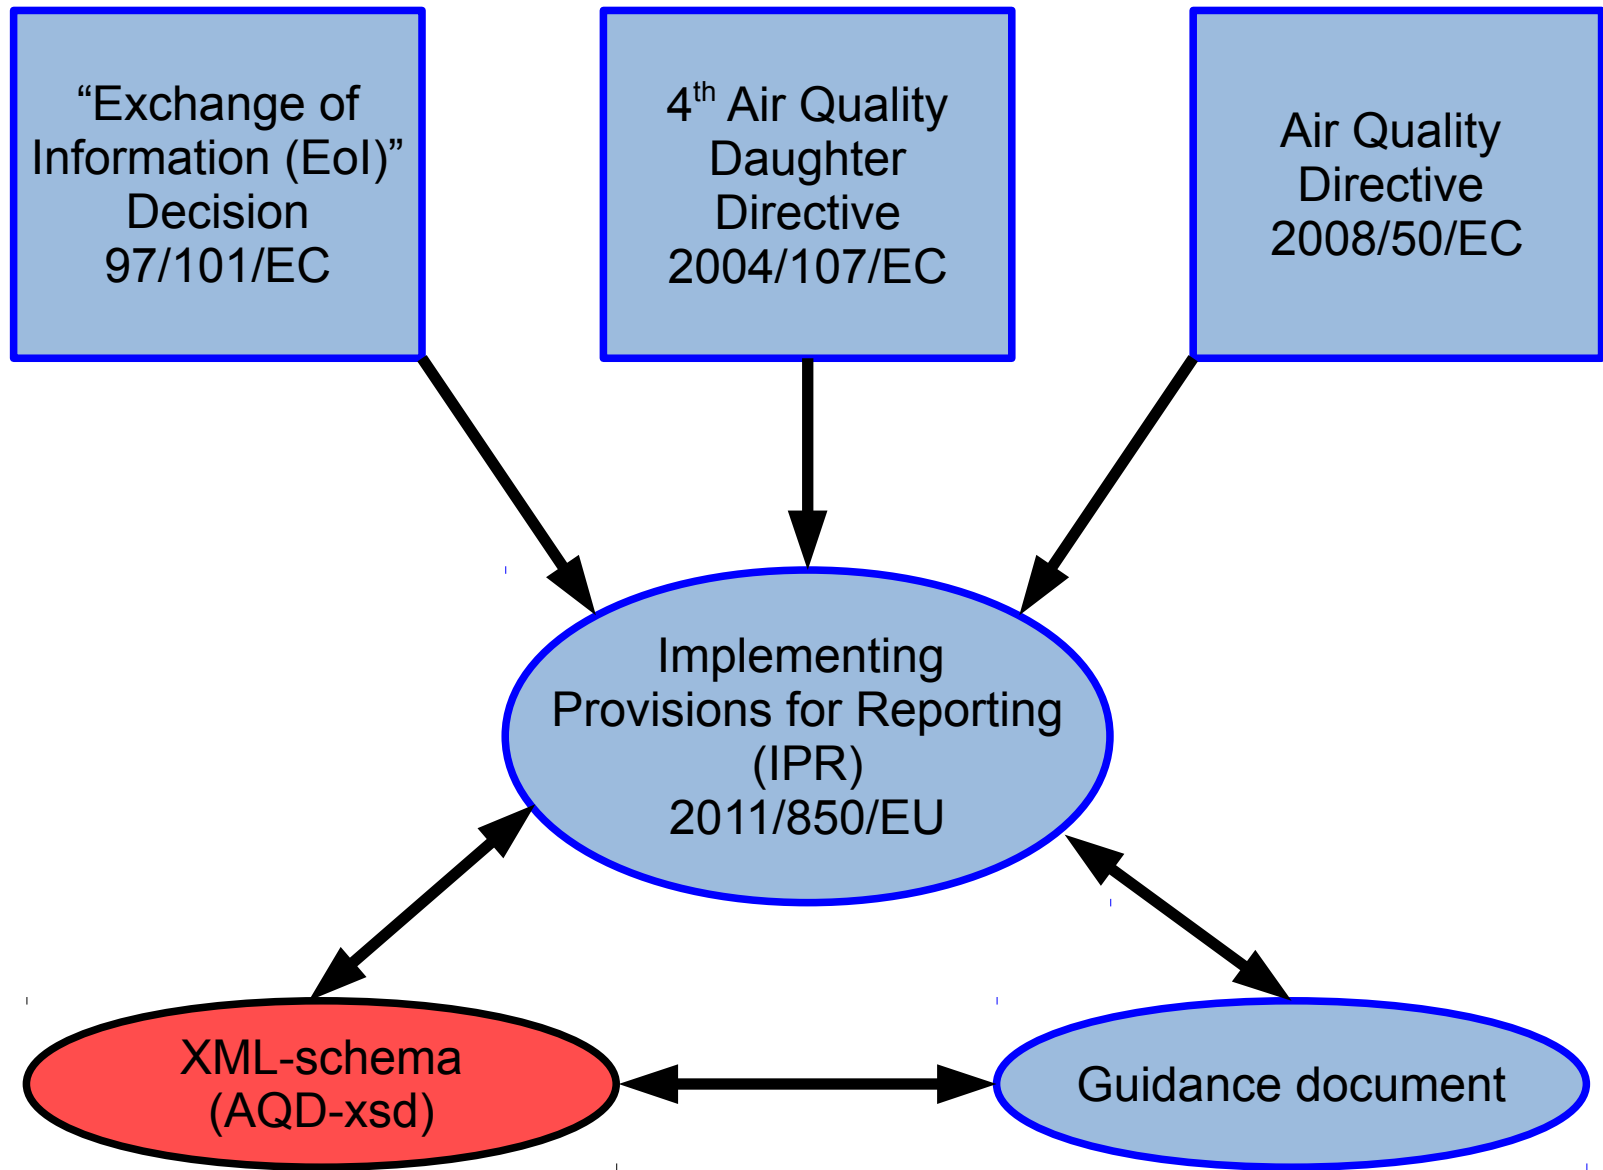 “Exchange of
Information (EoI)”
Decision
97/101/EC
4th Air Quality
Daughter
Directive
2004/107/EC
Air Quality
Directive
2008/50/EC
Implementing
Provisions for Reporting
(IPR)
2011/850/EU
XML-schema
(AQD-xsd)
Guidance document